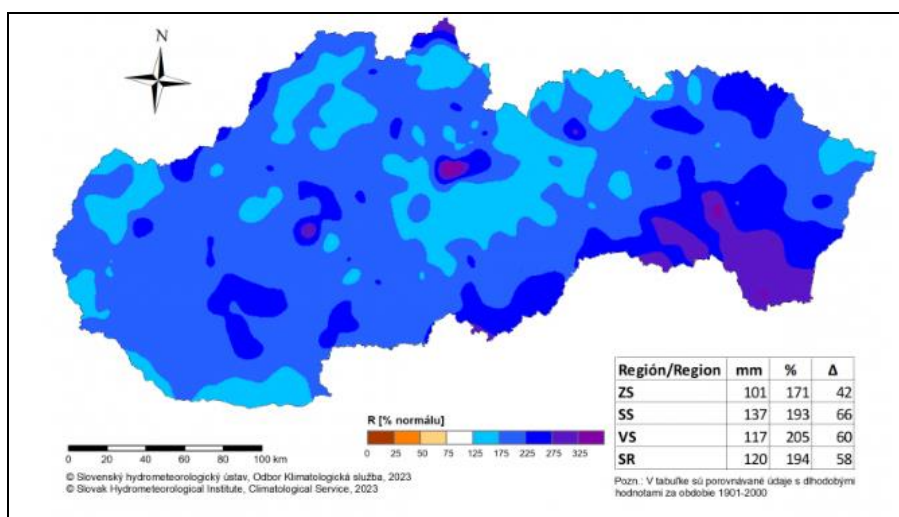 N
Región/Region mm % Δ
ZS 101 171 42
SS 137 193 66
VS 117 205 60
SR 120 194 58
R [% normálu]
0 25 50 75 125 175 225 275 325
0 20 40 60 80 100 km
© Slovenský hydrometeorologický ústav, Odbor Klimatologická služba, 2023
© Slovak Hydrometeorological Institute, Climatological Service, 2023
Pozn.: V tabuľke sú porovnávané údaje s dlhodobými
hodnotami za obdobie 1901-2000